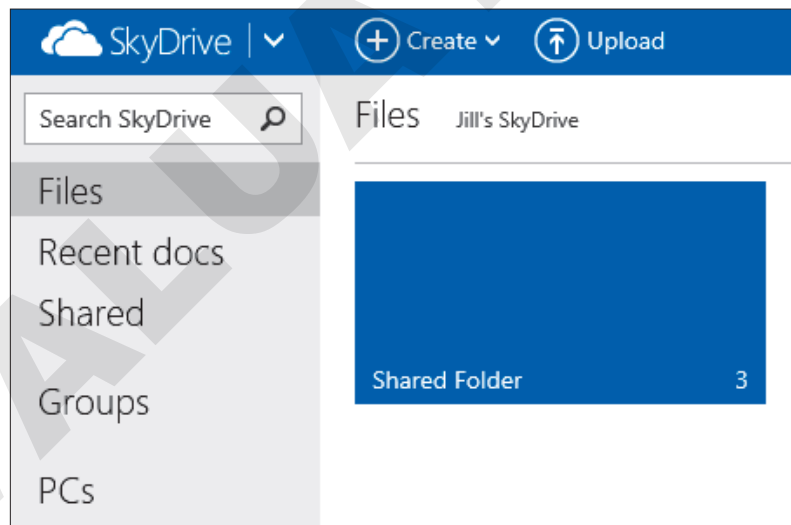 SkyDrive Create Upload
Search SkyDrive
Files Jill's SkyDrive
Files
Recent docs
Shared
Shared Folder 3
Groups
PCs